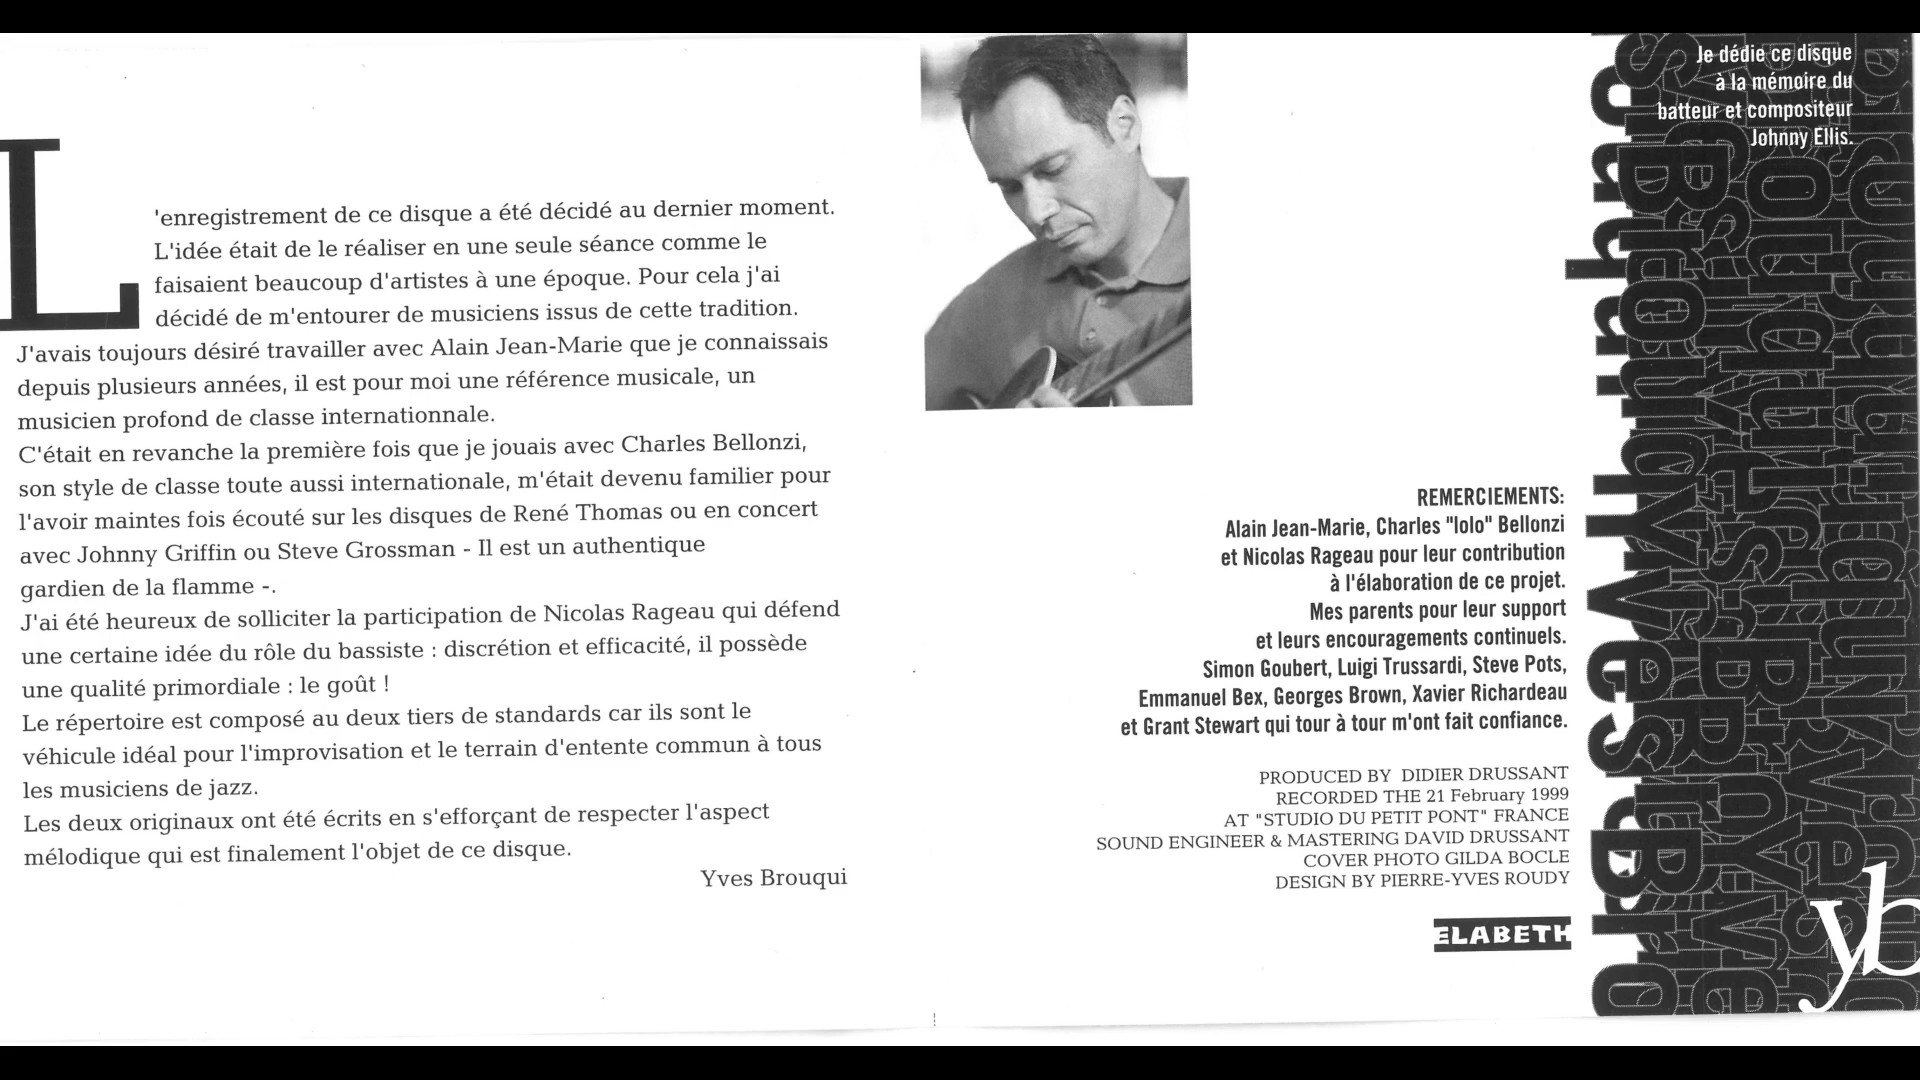 L
'enregistrement de ce disque a été décidé au dernier moment.
L'idée était de le réaliser en une seule séance comme le
faisaient beaucoup d'artistes à une époque. Pour cela j'ai
décidé de m'entourer de musiciens issus de cette tradition.
J'avais toujours désiré travailler avec Alain Jean-Marie que je connaissais
depuis plusieurs années, il est pour moi une référence musicale, un
musicien profond de classe internationnale.
C'était en revanche la première fois que je jouais avec Charles Bellonzi,
son style de classe toute aussi internationale, m'était devenu familier pour
l'avoir maintes fois écouté sur les disques de René Thomas ou en concert
avec Johnny Griffin ou Steve Grossman - Il est un authentique
gardien de la flamme -.
J'ai été heureux de solliciter la participation de Nicolas Rageau qui défend
une certaine idée du rôle du bassiste : discrétion et efficacité, il possède
une qualité primordiale : le goût !
Le répertoire est composé au deux tiers de standards car ils sont le
véhicule idéal pour l'improvisation et le terrain d'entente commun à tous
les musiciens de jazz.
Les deux originaux ont été écrits en s'efforçant de respecter l'aspect
mélodique qui est finalement l'objet de ce disque.
Yves Brouqui
REMERCIEMENTS:
Alain Jean-Marie, Charles "lolo" Bellonzi
et Nicolas Rageau pour leur contribution
à l'élaboration de ce projet.
Mes parents pour leur support
et leurs encouragements continuels.
Simon Goubert, Luigi Trussardi, Steve Pots,
Emmanuel Bex, Georges Brown, Xavier Richardeau
et Grant Stewart qui tour à tour m'ont fait confiance.
PRODUCED BY DIDIER DRUSSANT
RECORDED THE 21 February 1999
AT "STUDIO DU PETIT PONT" FRANCE
SOUND ENGINEER & MASTERING DAVID DRUSSANT
COVER PHOTO GILDA BOCLE
DESIGN BY PIERRE-YVES ROUDY
ELABETH
Je dédie ce disque
à la mémoire du
batteur et compositeur
Johnny Ellis.
yb